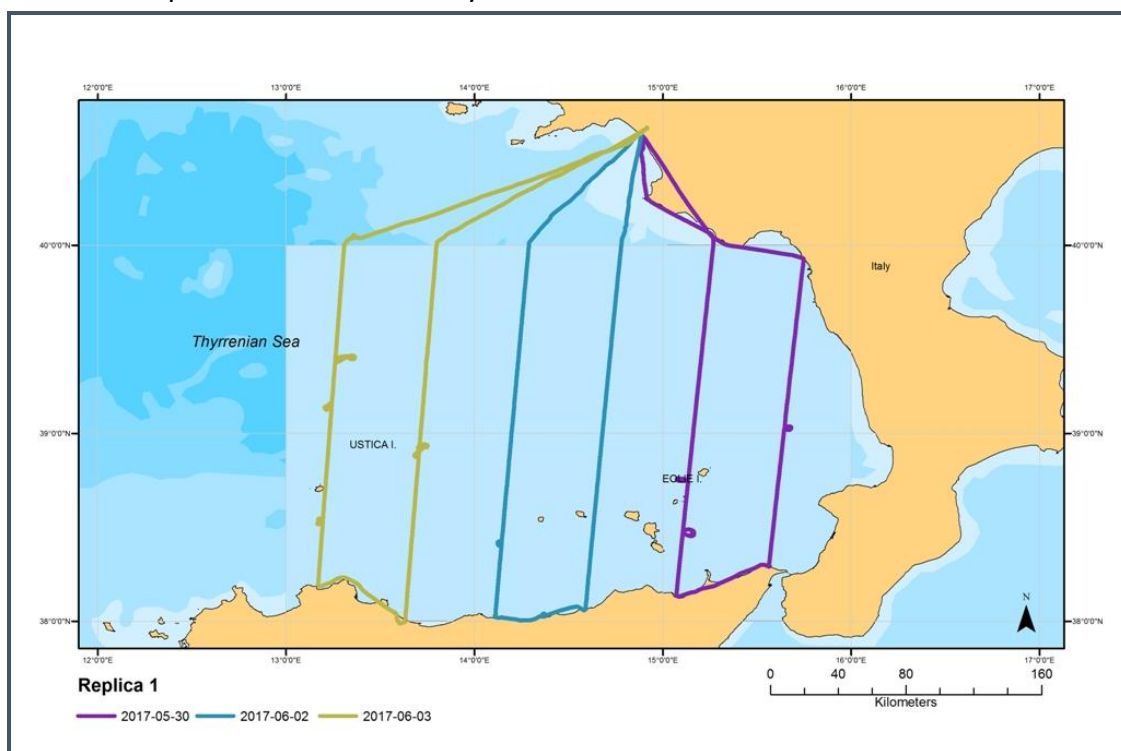 12°0'0"E 13°0'0"E 14°0'0"E 15°0'0"E 16°0'0"E 17°0'0"E
40°0'0"N 40°0'0"N
Italy
Thyrrenian Sea
39°0'0"N 39°0'0"N
USTICA I.
EOLIE I.
N
38°0'0"N 38°0'0"N
12°0'0"E 13°0'0"E 14°0'0"E 15°0'0"E 16°0'0"E 17°0'0"E
Replica 1
0 40 80 160
Kilometers
2017-05-30 2017-06-02 2017-06-03